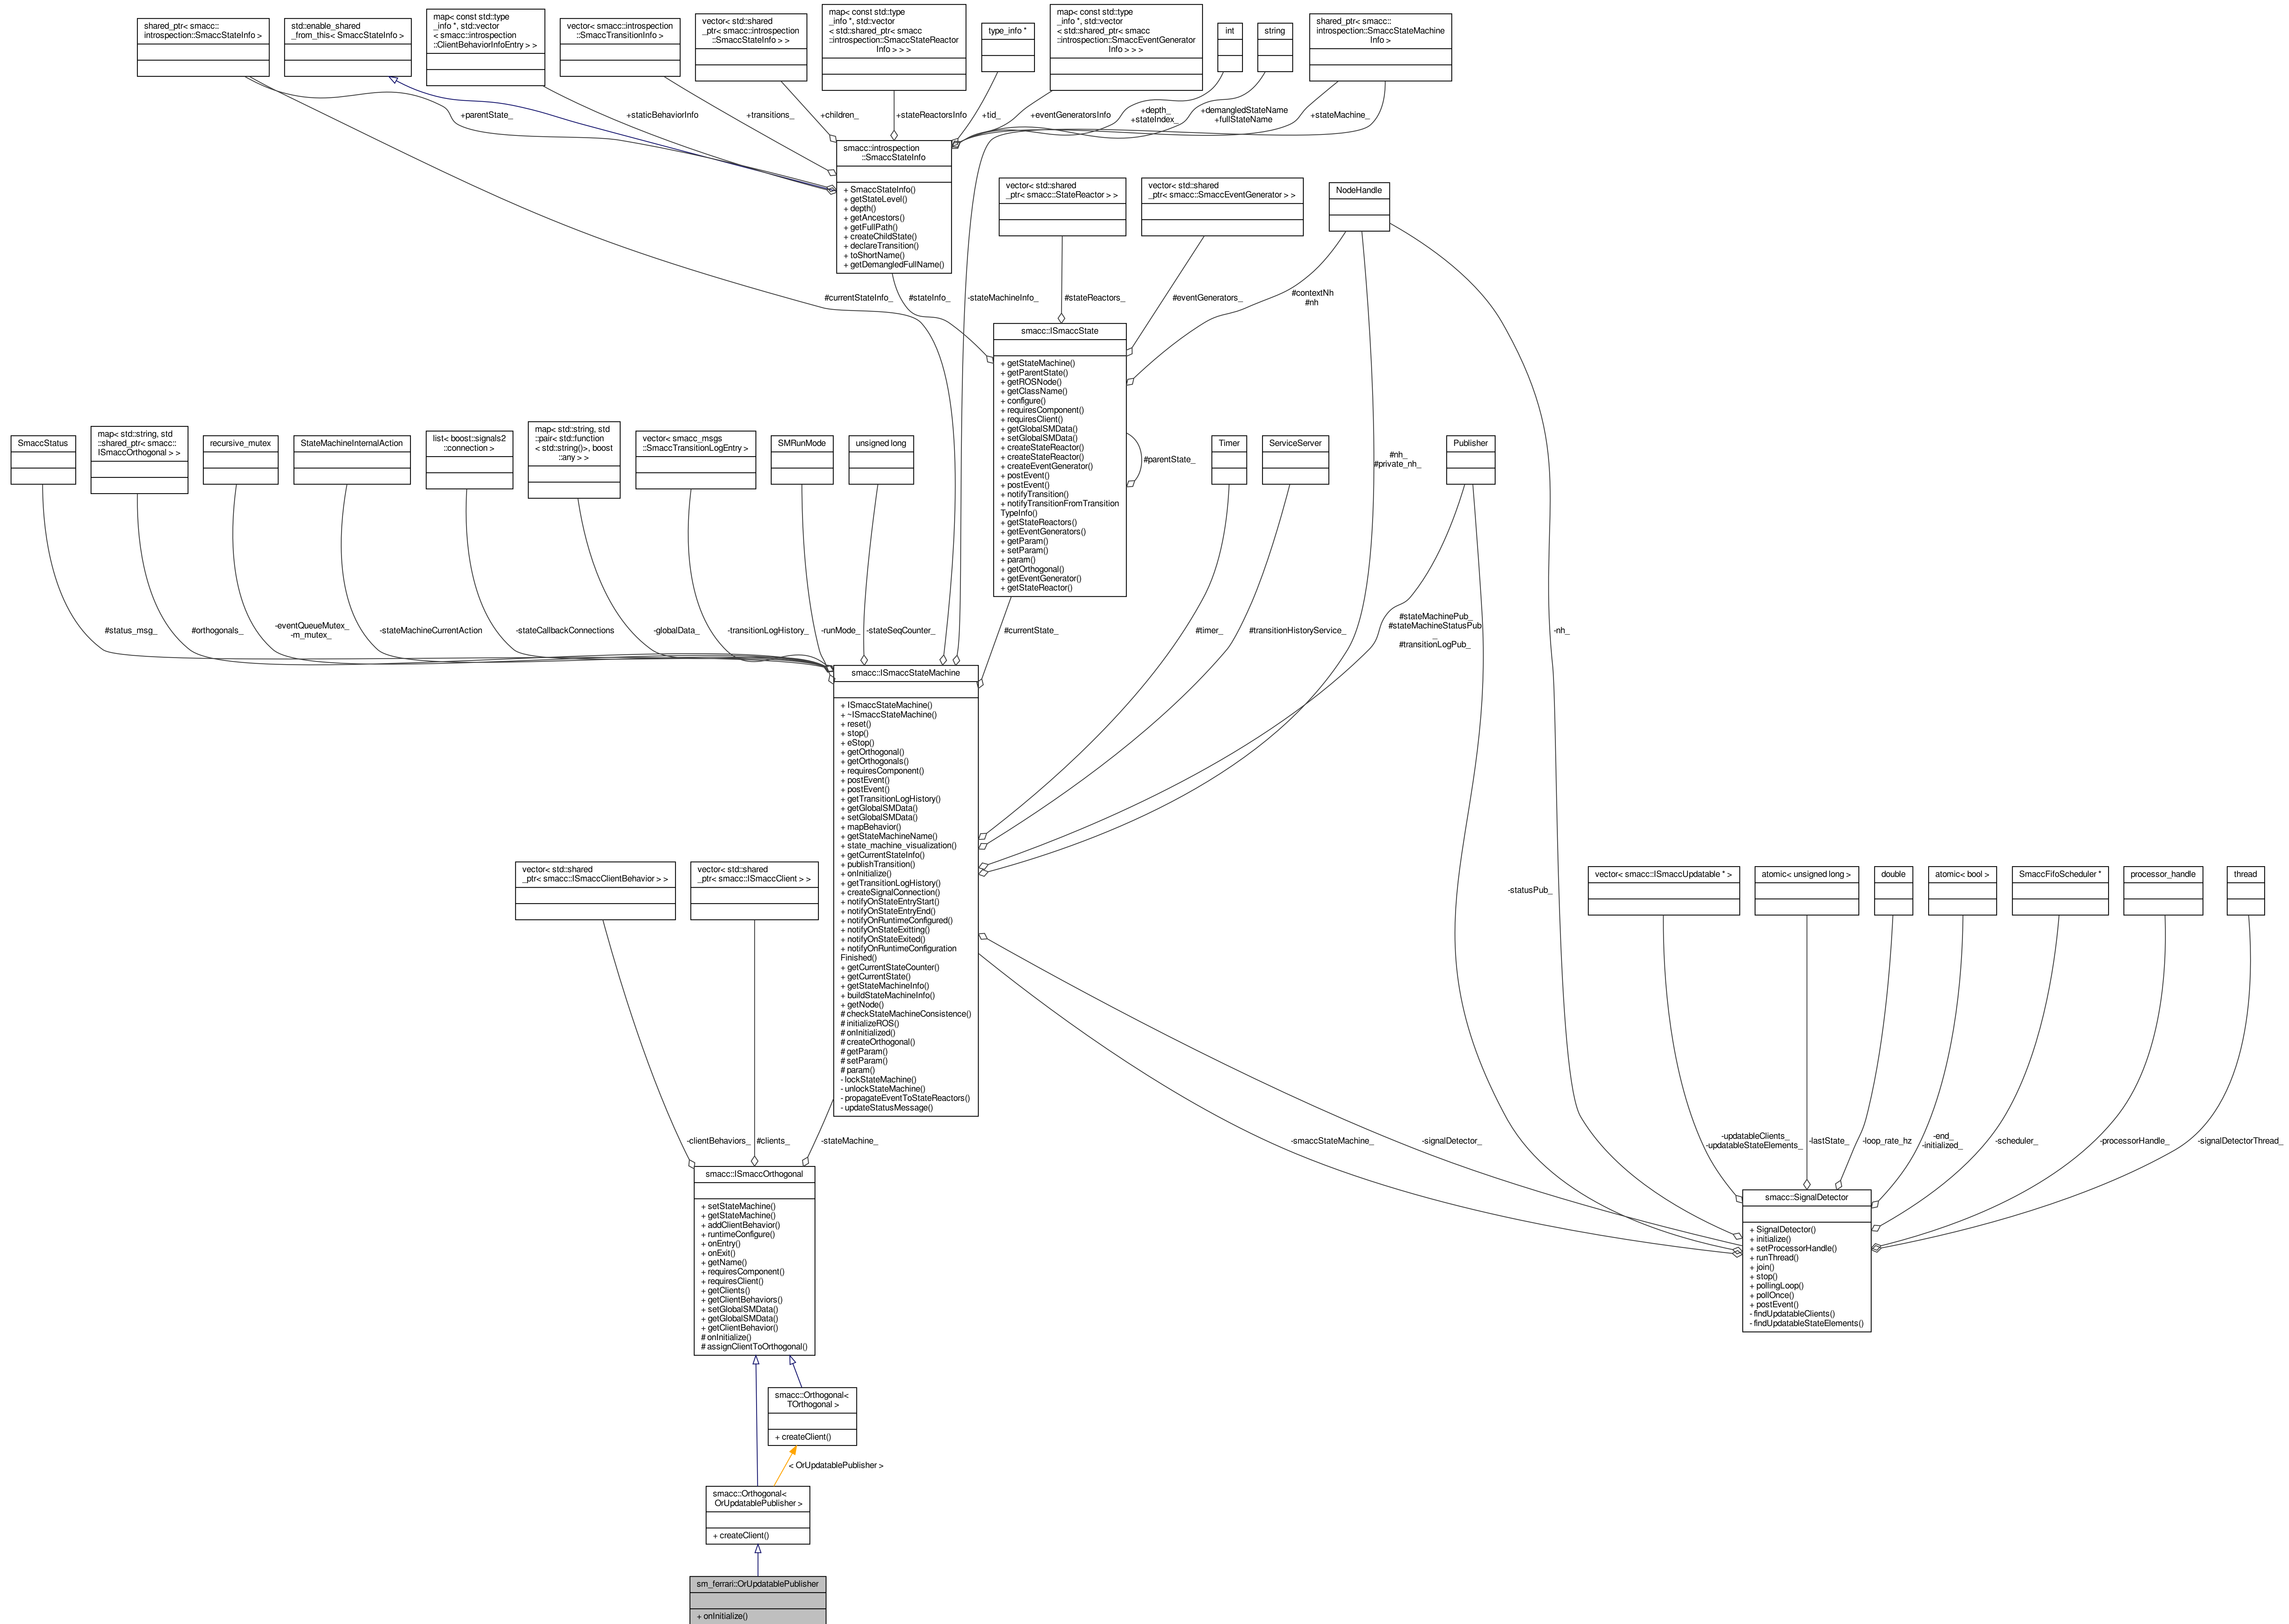 shared_ptr< smacc::
introspection::SmaccStateInfo >
std::enable_shared
_from_this< SmaccStateInfo >
map< const std::type
_info *, std::vector
< smacc::introspection
::ClientBehaviorInfoEntry > >
vector< smacc::introspection
::SmaccTransitionInfo >
vector< std::shared
_ptr< smacc::introspection
::SmaccStateInfo > >
map< const std::type
_info *, std::vector
< std::shared_ptr< smacc
::introspection::SmaccStateReactor
Info > > >
type_info *
map< const std::type
_info *, std::vector
< std::shared_ptr< smacc
::introspection::SmaccEventGenerator
Info > > >
int
string
shared_ptr< smacc::
introspection::SmaccStateMachine
Info >
+parentState_
+staticBehaviorInfo
+transitions_
+children_
+stateReactorsInfo
+tid_
+eventGeneratorsInfo
+depth_
+stateIndex_
+demangledStateName
+fullStateName
+stateMachine_
smacc::introspection
::SmaccStateInfo
+ SmaccStateInfo()
+ getStateLevel()
+ depth()
+ getAncestors()
+ getFullPath()
+ createChildState()
+ declareTransition()
+ toShortName()
+ getDemangledFullName()
vector< std::shared
_ptr< smacc::StateReactor > >
vector< std::shared
_ptr< smacc::SmaccEventGenerator > >
NodeHandle
#currentStateInfo_
#stateInfo_
-stateMachineInfo_
#stateReactors_
#eventGenerators_
#contextNh
#nh
smacc::ISmaccState
+ getStateMachine()
+ getParentState()
+ getROSNode()
+ getClassName()
+ configure()
+ requiresComponent()
+ requiresClient()
+ getGlobalSMData()
+ setGlobalSMData()
+ createStateReactor()
+ createStateReactor()
+ createEventGenerator()
+ postEvent()
+ postEvent()
+ notifyTransition()
+ notifyTransitionFromTransition
TypeInfo()
+ getStateReactors()
+ getEventGenerators()
+ getParam()
+ setParam()
+ param()
+ getOrthogonal()
+ getEventGenerator()
+ getStateReactor()
#parentState_
SmaccStatus
map< std::string, std
::shared_ptr< smacc::
ISmaccOrthogonal > >
recursive_mutex
StateMachineInternalAction
list< boost::signals2
::connection >
map< std::string, std
::pair< std::function
< std::string()>, boost
::any > >
vector< smacc_msgs
::SmaccTransitionLogEntry >
SMRunMode
unsigned long
Timer
ServiceServer
Publisher
#nh_
#private_nh_
#status_msg_
#orthogonals_
-eventQueueMutex_
-m_mutex_
-stateMachineCurrentAction
-stateCallbackConnections
-globalData_
-transitionLogHistory_
-runMode_
-stateSeqCounter_
#currentState_
#timer_
#transitionHistoryService_
#stateMachinePub_
#stateMachineStatusPub
_
#transitionLogPub_
-nh_
smacc::ISmaccStateMachine
+ ISmaccStateMachine()
+ ~ISmaccStateMachine()
+ reset()
+ stop()
+ eStop()
+ getOrthogonal()
+ getOrthogonals()
+ requiresComponent()
+ postEvent()
+ postEvent()
+ getTransitionLogHistory()
+ getGlobalSMData()
+ setGlobalSMData()
+ mapBehavior()
+ getStateMachineName()
+ state_machine_visualization()
+ getCurrentStateInfo()
+ publishTransition()
+ onInitialize()
+ getTransitionLogHistory()
+ createSignalConnection()
+ notifyOnStateEntryStart()
+ notifyOnStateEntryEnd()
+ notifyOnRuntimeConfigured()
+ notifyOnStateExitting()
+ notifyOnStateExited()
+ notifyOnRuntimeConfiguration
Finished()
+ getCurrentStateCounter()
+ getCurrentState()
+ getStateMachineInfo()
+ buildStateMachineInfo()
+ getNode()
# checkStateMachineConsistence()
# initializeROS()
# onInitialized()
# createOrthogonal()
# getParam()
# setParam()
# param()
- lockStateMachine()
- unlockStateMachine()
- propagateEventToStateReactors()
- updateStatusMessage()
vector< std::shared
_ptr< smacc::ISmaccClientBehavior > >
vector< std::shared
_ptr< smacc::ISmaccClient > >
-statusPub_
vector< smacc::ISmaccUpdatable * >
atomic< unsigned long >
double
atomic< bool >
SmaccFifoScheduler *
processor_handle
thread
-clientBehaviors_
#clients_
-stateMachine_
-smaccStateMachine_
-signalDetector_
-updatableClients_
-updatableStateElements_
-lastState_
-loop_rate_hz
-end_
-initialized_
-scheduler_
-processorHandle_
-signalDetectorThread_
smacc::ISmaccOrthogonal
+ setStateMachine()
+ getStateMachine()
+ addClientBehavior()
+ runtimeConfigure()
+ onEntry()
+ onExit()
+ getName()
+ requiresComponent()
+ requiresClient()
+ getClients()
+ getClientBehaviors()
+ setGlobalSMData()
+ getGlobalSMData()
+ getClientBehavior()
# onInitialize()
# assignClientToOrthogonal()
smacc::SignalDetector
+ SignalDetector()
+ initialize()
+ setProcessorHandle()
+ runThread()
+ join()
+ stop()
+ pollingLoop()
+ pollOnce()
+ postEvent()
- findUpdatableClients()
- findUpdatableStateElements()
smacc::Orthogonal<
TOrthogonal >
+ createClient()
< OrUpdatablePublisher >
smacc::Orthogonal<
OrUpdatablePublisher >
+ createClient()
sm_ferrari::OrUpdatablePublisher
+ onInitialize()